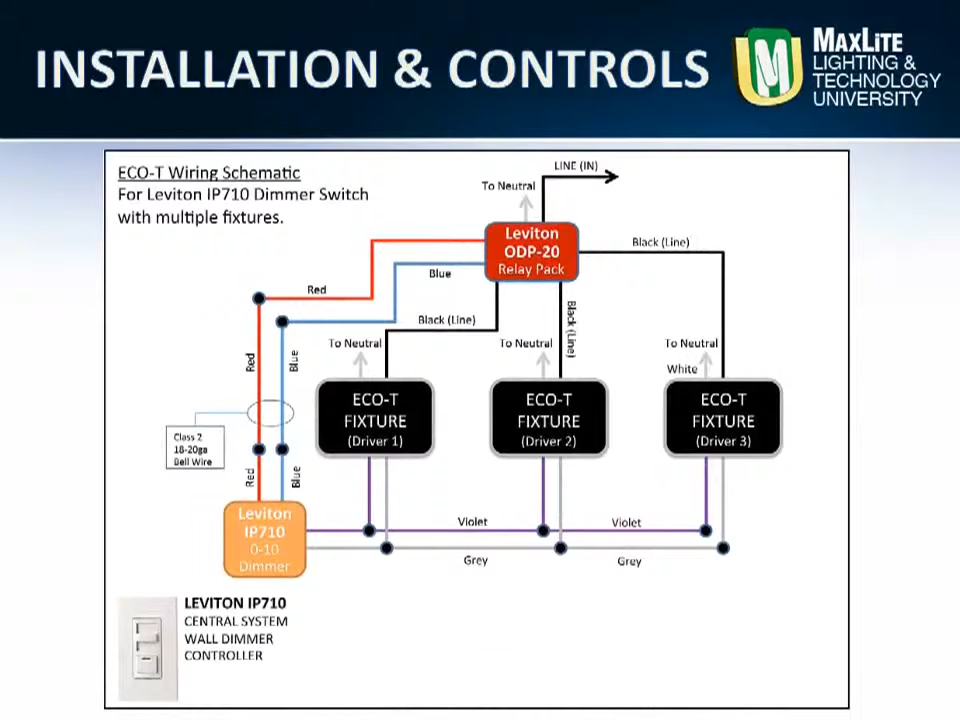 INSTALLATION & CONTROLS
MAXLITE
LIGHTING &
TECHNOLOGY
UNIVERSITY
M
ECO-T Wiring Schematic
For Leviton IP710 Dimmer Switch
with multiple fixtures.
LINE (IN)
To Neutral
Leviton
ODP-20
Relay Pack
Black (Line)
Blue
Red
Black (Line)
Black (Line)
To Neutral
To Neutral
To Neutral
White
Red
Blue
ECO-T
FIXTURE
(Driver 1)
ECO-T
FIXTURE
(Driver 2)
ECO-T
FIXTURE
(Driver 3)
Class 2
18-20ga
Bell Wire
Red
Blue
Leviton
IP710
0-10
Dimmer
Violet
Violet
Grey
Grey
LEVITON IP710
CENTRAL SYSTEM
WALL DIMMER
CONTROLLER